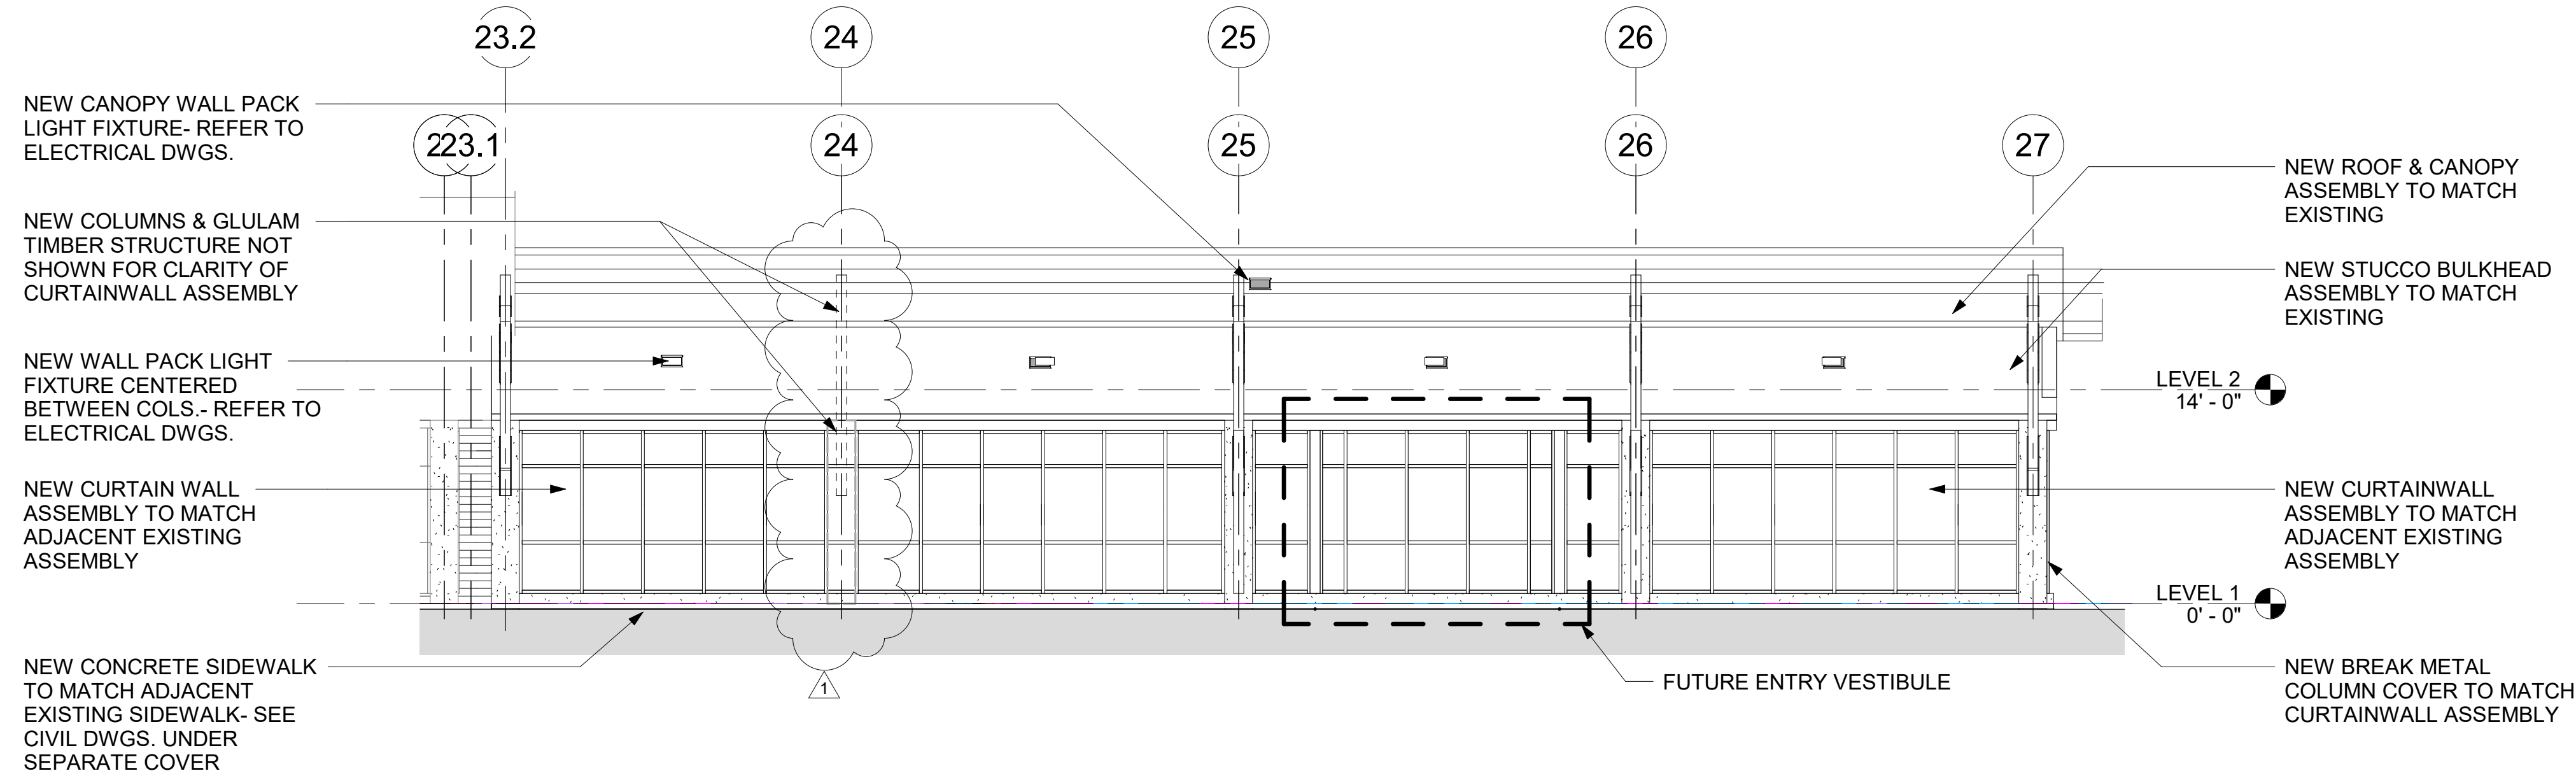 23.2
24
25
26
2
23.1
24
25
26
27
NEW CANOPY WALL PACK
LIGHT FIXTURE- REFER TO
ELECTRICAL DWGS.
NEW COLUMNS & GLULAM
TIMBER STRUCTURE NOT
SHOWN FOR CLARITY OF
CURTAINWALL ASSEMBLY
NEW WALL PACK LIGHT
FIXTURE CENTERED
BETWEEN COLS.- REFER TO
ELECTRICAL DWGS.
NEW CURTAIN WALL
ASSEMBLY TO MATCH
ADJACENT EXISTING
ASSEMBLY
NEW CONCRETE SIDEWALK
TO MATCH ADJACENT
EXISTING SIDEWALK- SEE
CIVIL DWGS. UNDER
SEPARATE COVER
1
FUTURE ENTRY VESTIBULE
NEW ROOF & CANOPY
ASSEMBLY TO MATCH
EXISTING
NEW STUCCO BULKHEAD
ASSEMBLY TO MATCH
EXISTING
LEVEL 2
14' - 0"
NEW CURTAINWALL
ASSEMBLY TO MATCH
ADJACENT EXISTING
ASSEMBLY
LEVEL 1
0' - 0"
NEW BREAK METAL
COLUMN COVER TO MATCH
CURTAINWALL ASSEMBLY